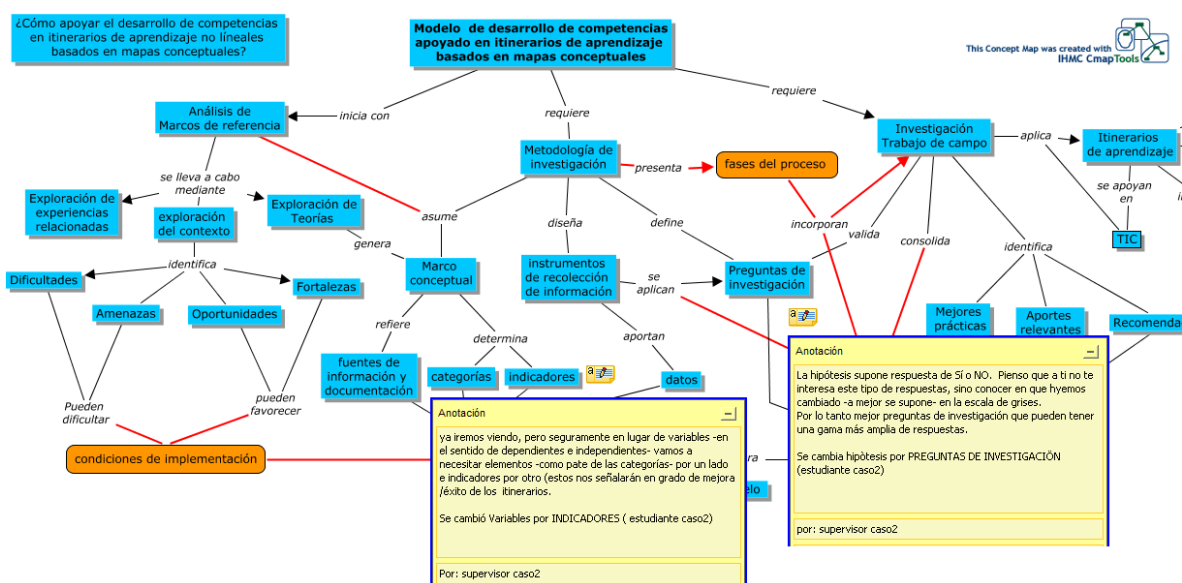 ¿Cómo apoyar el desarrollo de competencias
en itinerarios de aprendizaje no líneales
basados en mapas conceptuales?
Modelo de desarrollo de competencias
apoyado en itinerarios de aprendizaje
basados en mapas conceptuales
This Concept Map was created with
IHMC CmapTools
inicia con
requiere
requiere
Análisis de
Marcos de referencia
Metodología de
investigación
presenta
fases del proceso
Investigación
Trabajo de campo
aplica
Itinerarios
de aprendizaje
se lleva a cabo
mediante
se apoyan
en
Exploración de
experiencias
relacionadas
exploración
del contexto
Exploración de
Teorías
asume
diseña
define
incorporan
valida
consolida
identifica
TIC
genera
identifica
Marco
conceptual
instrumentos
de recolección
de información
se
aplican
Preguntas de
investigación
Dificultades
Amenazas
Oportunidades
Fortalezas
refiere
determina
aportan
Mejores
prácticas
Aportes
relevantes
fuentes de
información y
documentación
categorías
indicadores
datos
Pueden
dificultar
pueden
favorecer
condiciones de implementación
Anotación
ya iremos viendo, pero seguramente en lugar de variables -en
el sentido de dependientes e independientes- vamos a
necesitar elementos -como pate de las categorías- por un lado
e indicadores por otro (estos nos señalarán en grado de mejora
/éxito de los itinerarios.
Se cambió Variables por INDICADORES ( estudiante caso2)
Por: supervisor caso2
Anotación
La hipótesis supone respuesta de Sí o NO. Pienso que a ti no te
interesa este tipo de respuestas, sino conocer en que hyemos
cambiado -a mejor se supone- en la escala de grises.
Por lo tanto mejor preguntas de investigación que pueden tener
una gama más amplia de respuestas.
Se cambia hipòtesis por PREGUNTAS DE INVESTIGACIÖN
(estudiante caso2)
por: supervisor caso2